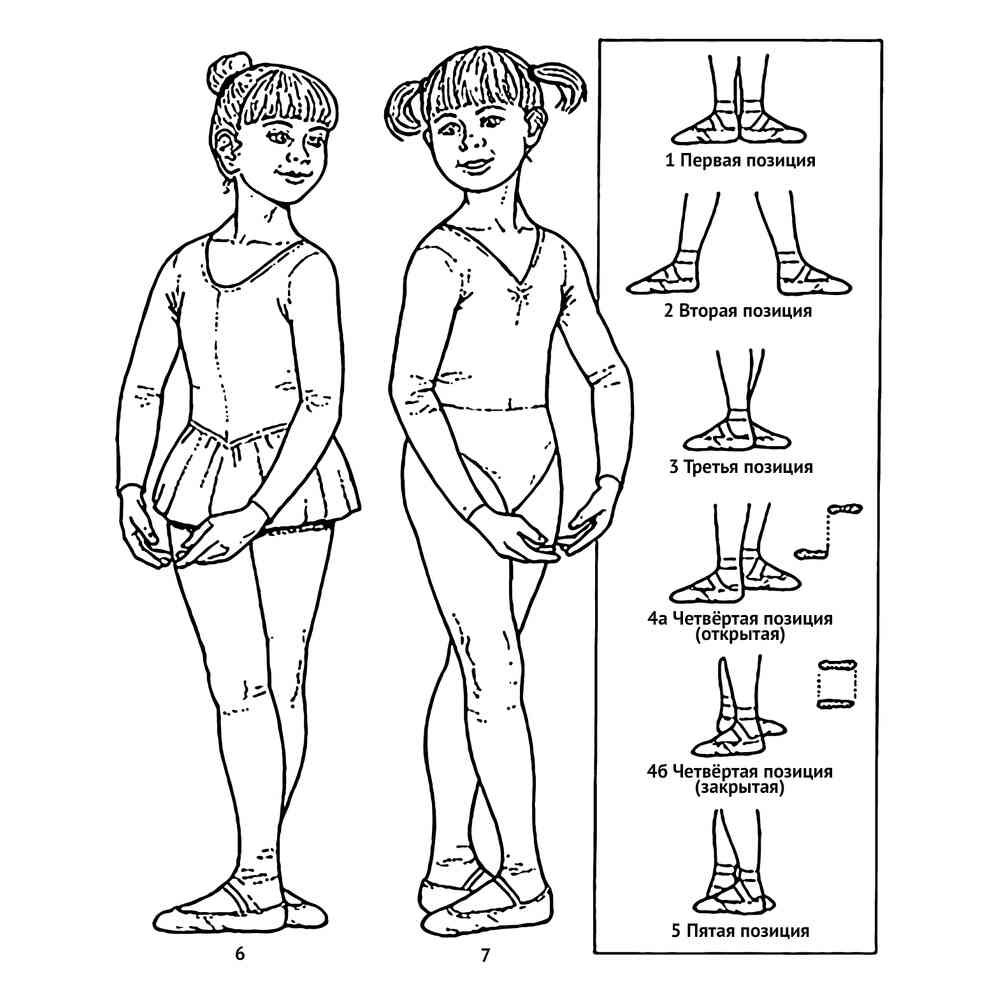 1 Первая позиция
2 Вторая позиция
3 Третья позиция
4а Четвёртая позиция
(открытая)
4б Четвёртая позиция
(закрытая)
5 Пятая позиция
6
7